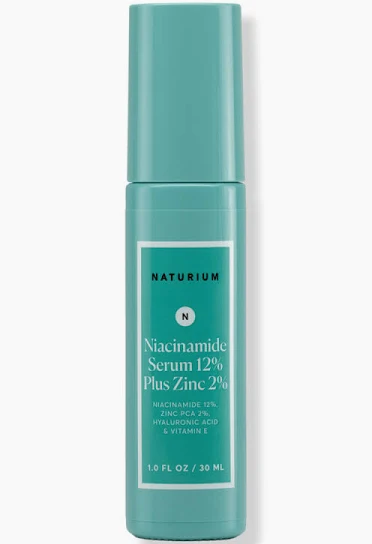 NATURIUM
N
Niacinamide
Serum 12%
Plus Zinc 2%
NIACINAMIDE 12%,
ZINC PCA 2%,
HYALURONIC ACID
& VITAMIN E
1.0 FL OZ / 30 ML